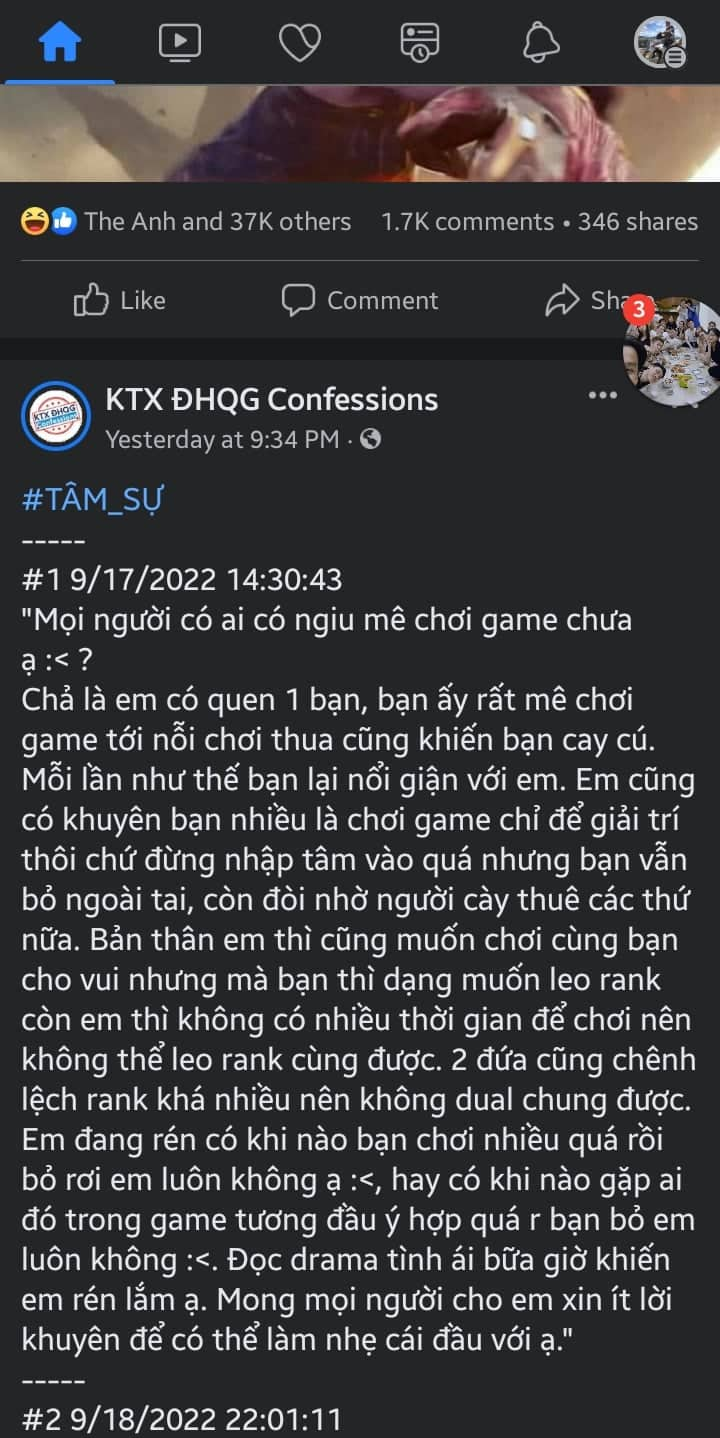 The Anh and 37K others 1.7K comments • 346 shares
Like Comment
3
KTX ĐHQG Confessions
KTX ĐHQG
Confessions
Yesterday at 9:34 PM ·
#TÂM_SỰ
-----
#1 9/17/2022 14:30:43
"Mọi người có ai có ngiu mê chơi game chưa
ạ :< ?
Chả là em có quen 1 bạn, bạn ấy rất mê chơi
game tới nỗi chơi thua cũng khiến bạn cay cú.
Mỗi lần như thế bạn lại nổi giận với em. Em cũng
có khuyên bạn nhiều là chơi game chỉ để giải trí
thôi chứ đừng nhập tâm vào quá nhưng bạn vẫn
bỏ ngoài tai, còn đòi nhờ người cày thuê các thứ
nữa. Bản thân em thì cũng muốn chơi cùng bạn
cho vui nhưng mà bạn thì dạng muốn leo rank
còn em thì không có nhiều thời gian để chơi nên
không thể leo rank cùng được. 2 đứa cũng chênh
lệch rank khá nhiều nên không dual chung được.
Em đang rén có khi nào bạn chơi nhiều quá rồi
bỏ rơi em luôn không ạ :<, hay có khi nào gặp ai
đó trong game tương đầu ý hợp quá r bạn bỏ em
luôn không :<. Đọc drama tình ái bữa giờ khiến
em rén lắm ạ. Mong mọi người cho em xin ít lời
khuyên để có thể làm nhẹ cái đầu với ạ."
-----
#2 9/18/2022 22:01:11